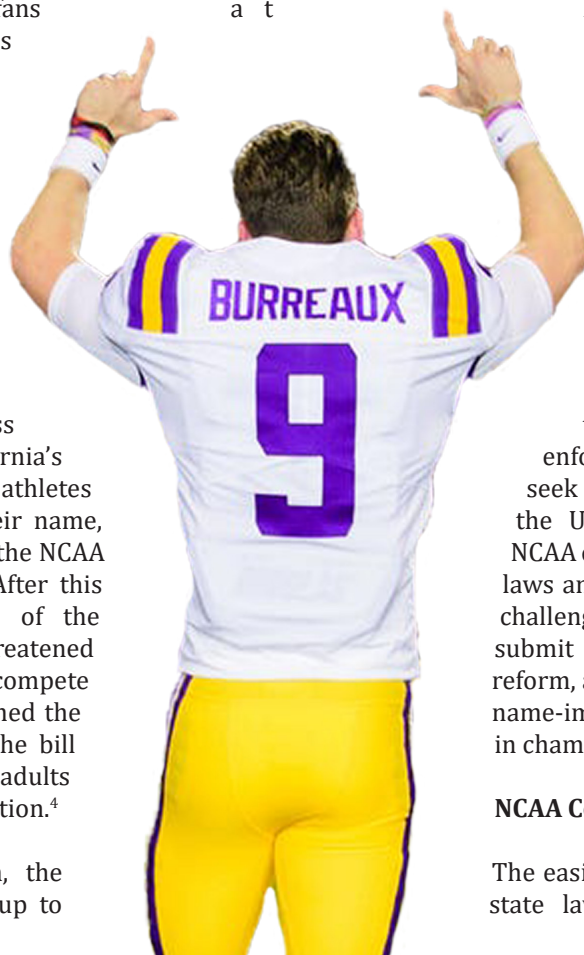 fans
a t
s
BURREAUX
9
ss
rnia's
athletes
eir name,
the NCAA
After this
of the
reatened
compete
ned the
he bill
adults
tion.4
, the
up to
enfo
seek
the U
NCAA
laws an
challeng
submit
reform, a
name-im
in cham
NCAA C
The easi
state la